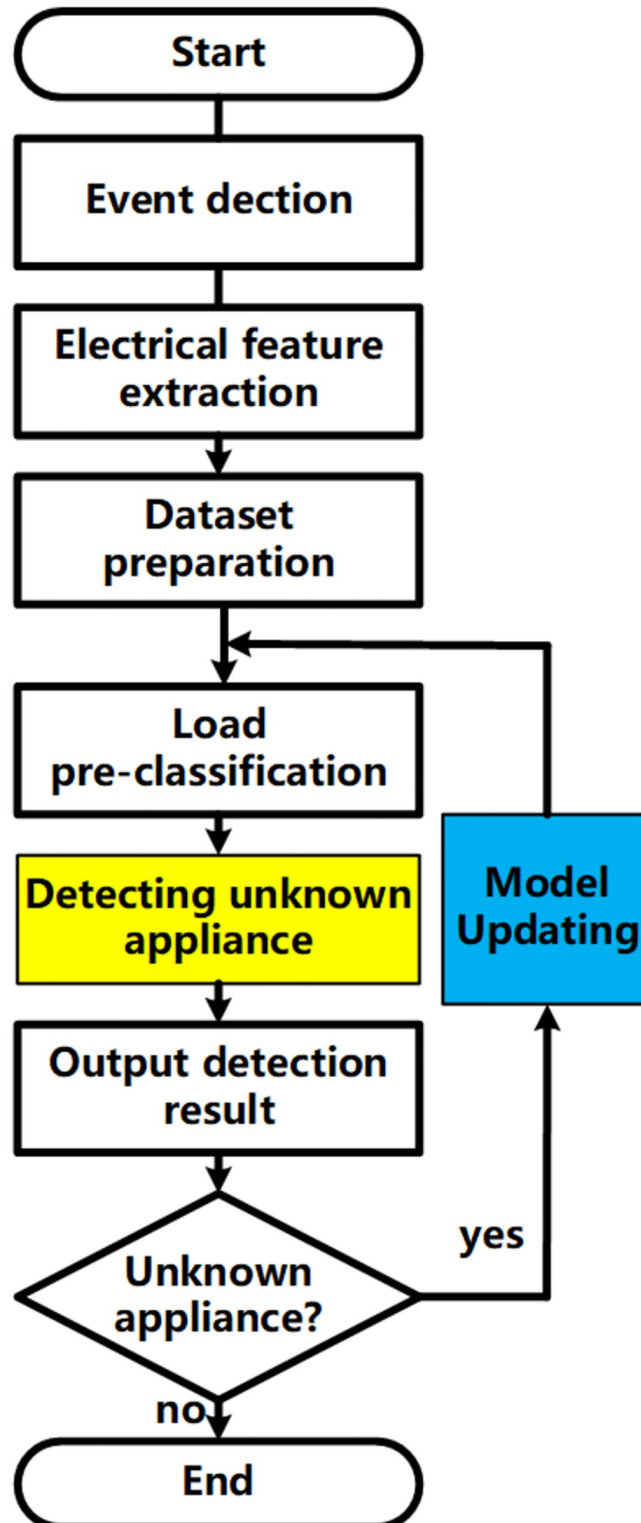 Start
Event dection
Electrical feature
extraction
Dataset
preparation
Load
pre-classification
Detecting unknown
appliance
Model
Updating
Output detection
result
yes
Unknown
appliance?
no
End